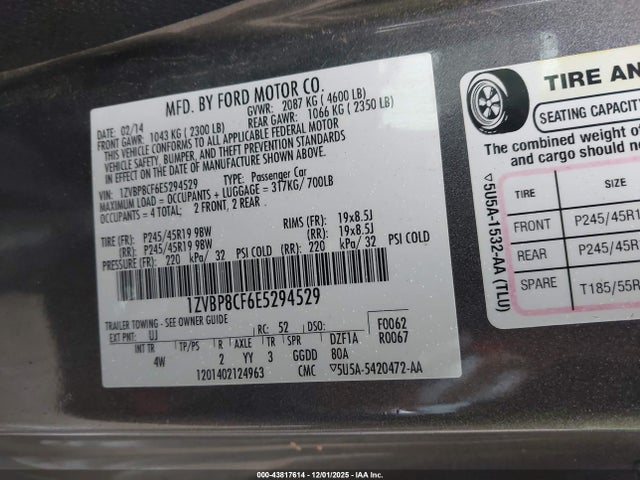 MFD. BY FORD MOTOR CO.
DATE: 02/14 GVWR: 2087 KG ( 4600 LB)
FRONT GAWR: 1043 KG ( 2300 LB) REAR GAWR: 1066 KG ( 2350 LB)
THIS VEHICLE CONFORMS TO ALL APPLICABLE FEDERAL MOTOR
VEHICLE SAFETY, BUMPER, AND THEFT PREVENTION STANDARDS
IN EFFECT ON THE DATE OF MANUFACTURE SHOWN ABOVE.
VIN: 1ZVBP8CF6E5294529 TYPE: Passenger Car
MAXIMUM LOAD = OCCUPANTS + LUGGAGE = 317KG/ 700LB
OCCUPANTS = 4 TOTAL; 2 FRONT, 2 REAR
TIRE (FR): P245/45R19 98W RIMS (FR): 19x8.5J
(RR): P245/45R19 98W (RR): 19x8.5J
PRESSURE (FR): 220 kPa/ 32 PSI COLD (RR): 220 kPa/ 32 PSI COLD
1ZVBP8CF6E5294529
TRAILER TOWING - SEE OWNER GUIDE
EXT PNT: UJ RC: 52 DSO: F0062
INT TR TP/PS R AXLE TR SPR DZF1A R0067
4W 2 YY 3 GGDD 80A
1201402124963 CMC ▽5U5A-5420472-AA
TIRE AN
SEATING CAPACIT
The combined weight of
and cargo should ne
TIRE SIZE
FRONT P245/45R1
REAR P245/45R
SPARE T185/55R
▽5U5A-1532-AA (TLU)
000-43817614 - 12/01/2025 - IAA Inc.